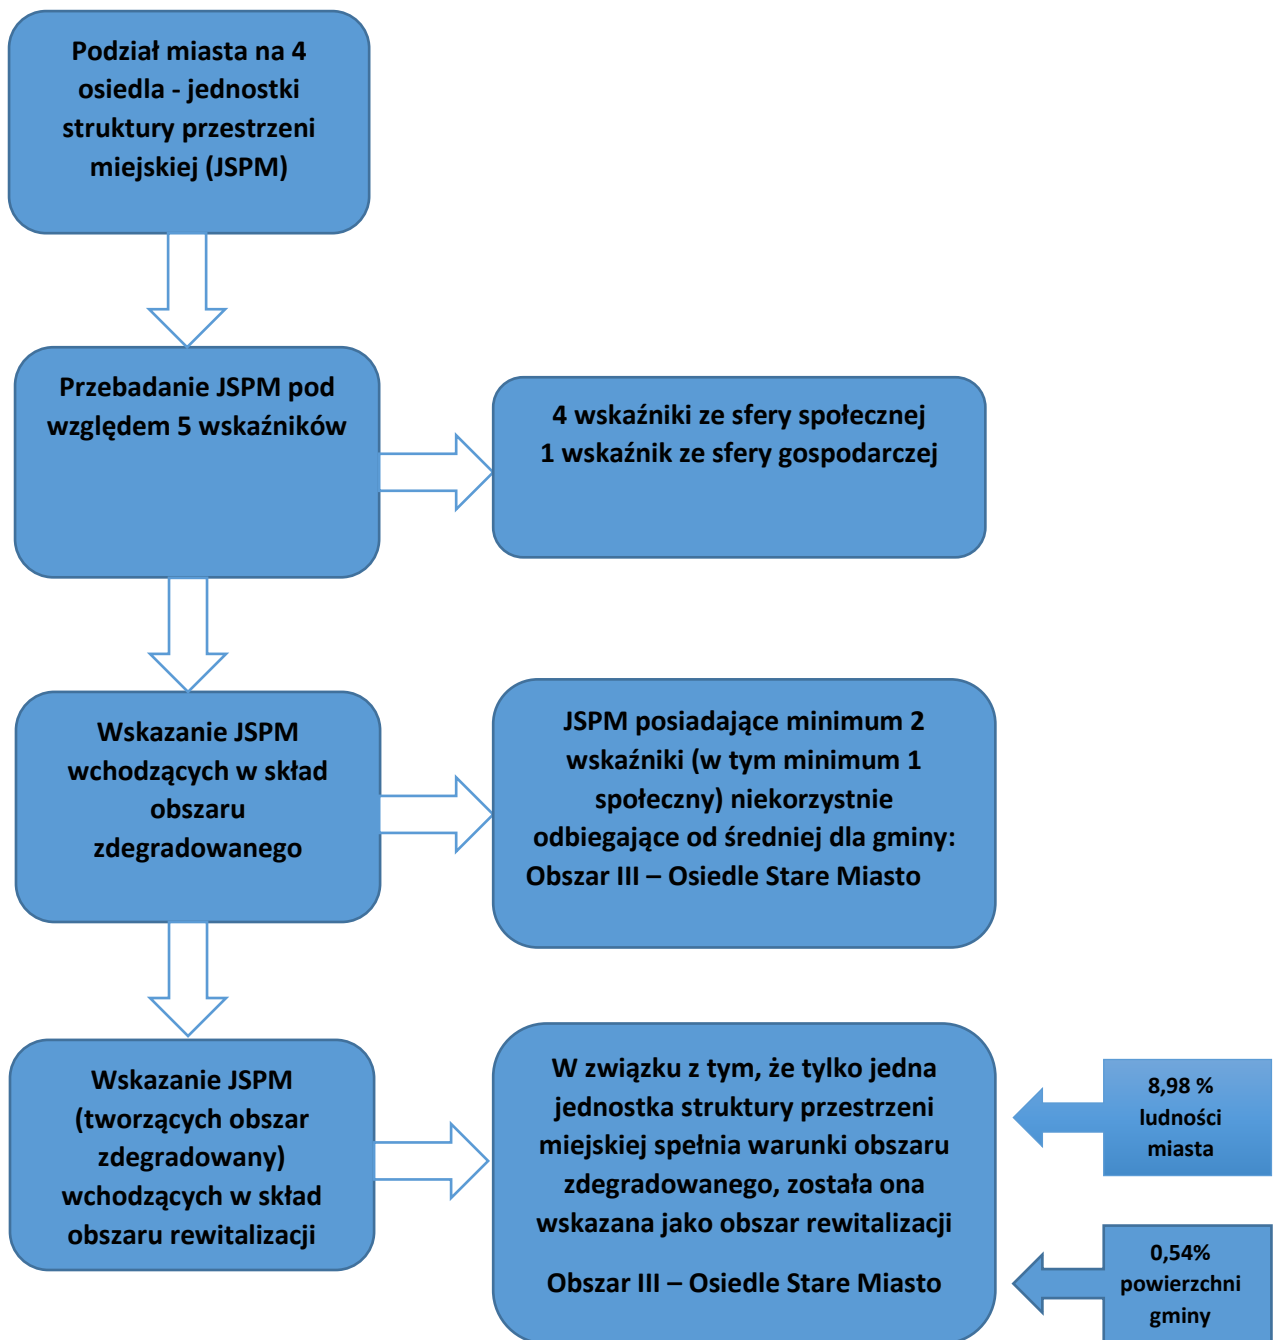 Podział miasta na 4
osiedla - jednostki
struktury przestrzeni
miejskiej (JSPM)
Przebadanie JSPM pod
względem 5 wskaźników
4 wskaźniki ze sfery społecznej
1 wskaźnik ze sfery gospodarczej
Wskazanie JSPM
wchodzących w skład
obszaru
zdegradowanego
JSPM posiadające minimum 2
wskaźniki (w tym minimum 1
społeczny) niekorzystnie
odbiegające od średniej dla gminy:
Obszar III – Osiedle Stare Miasto
Wskazanie JSPM
(tworzących obszar
zdegradowany)
wchodzących w skład
obszaru rewitalizacji
W związku z tym, że tylko jedna
jednostka struktury przestrzeni
miejskiej spełnia warunki obszaru
zdegradowanego, została ona
wskazana jako obszar rewitalizacji
Obszar III – Osiedle Stare Miasto
8,98 %
ludności
miasta
0,54%
powierzchni
gminy